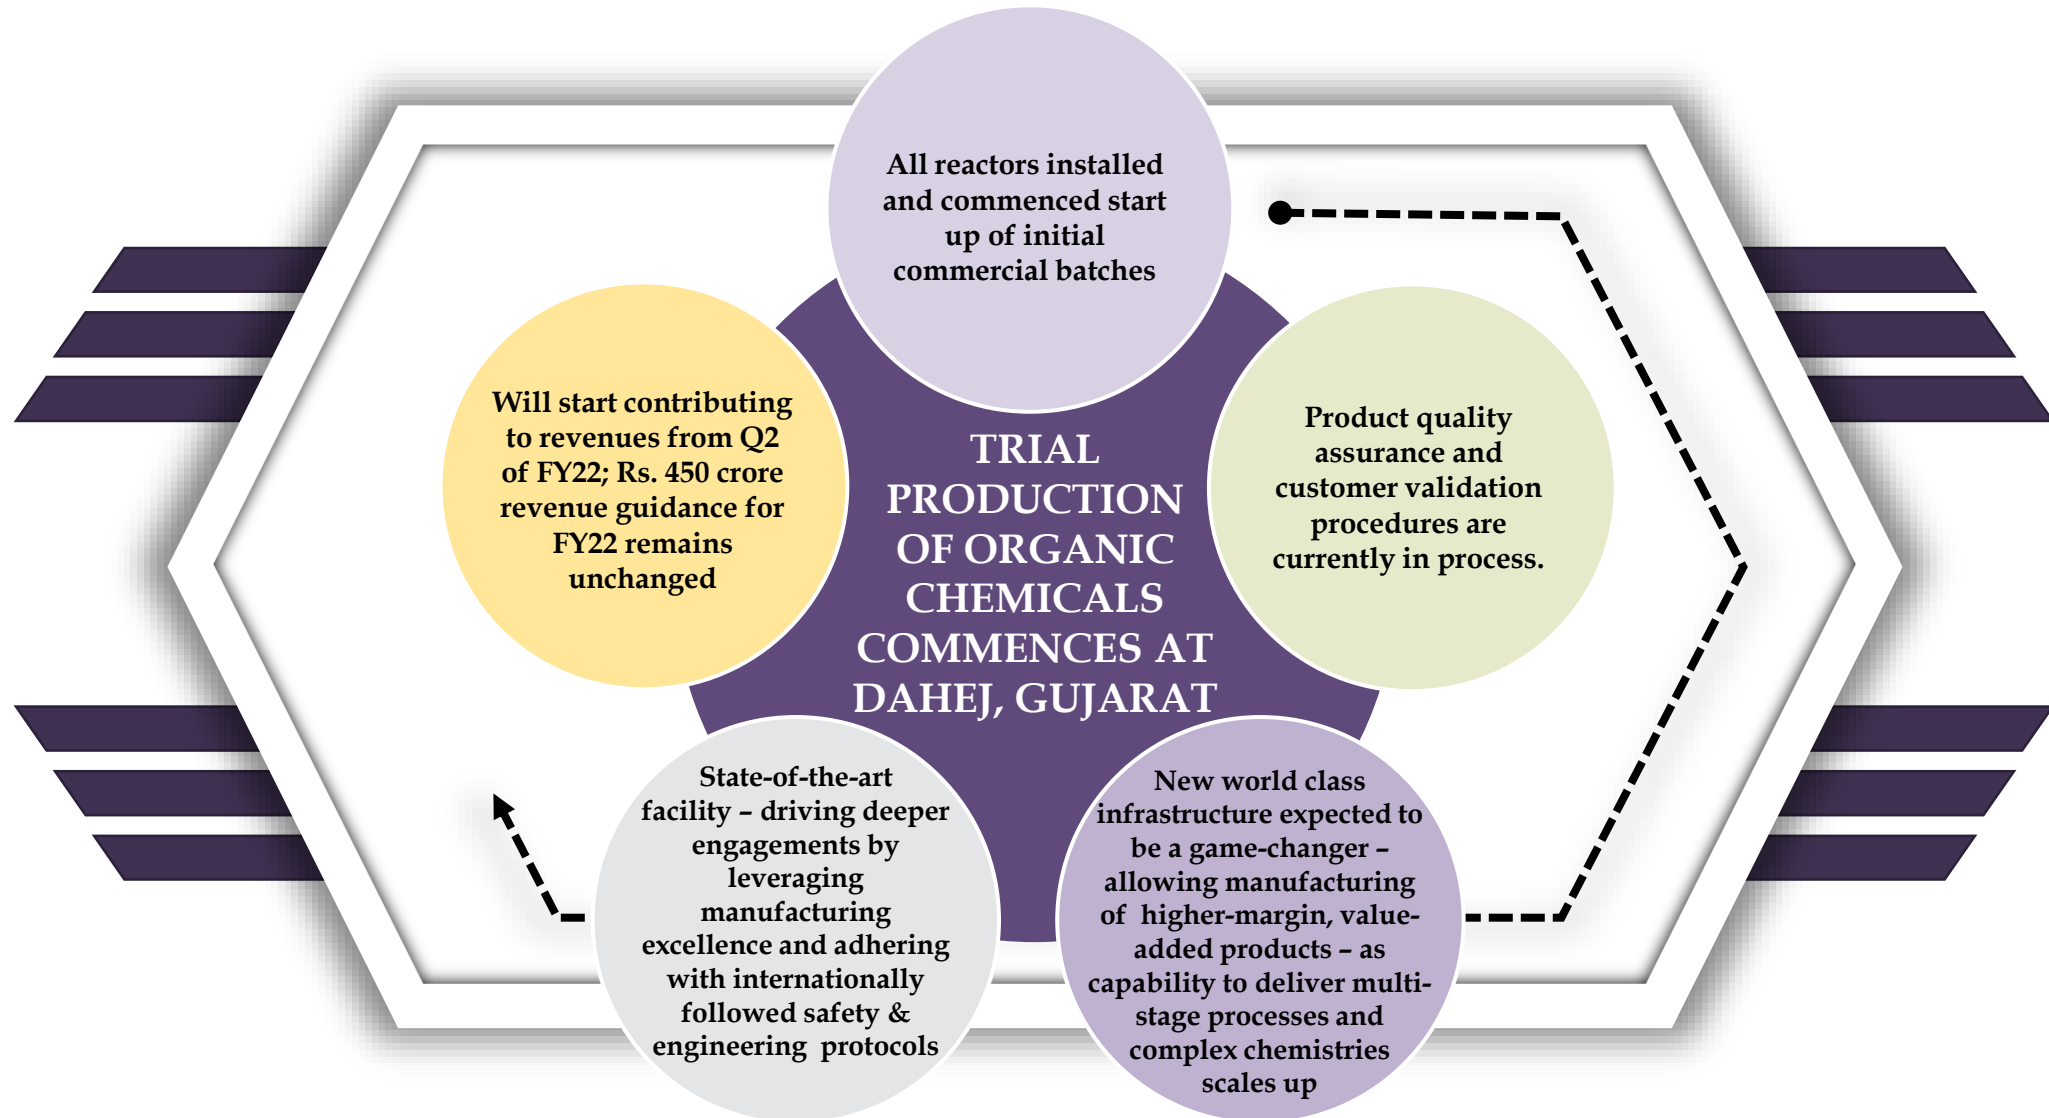 All reactors installed
and commenced start
up of initial
commercial batches
Product quality
assurance and
customer validation
procedures are
currently in process.
New world class
infrastructure expected to
be a game-changer –
allowing manufacturing
of higher-margin, value-
added products – as
capability to deliver multi-
stage processes and
complex chemistries
scales up
State-of-the-art
facility – driving deeper
engagements by
leveraging
manufacturing
excellence and adhering
with internationally
followed safety &
engineering protocols
Will start contributing
to revenues from Q2
of FY22; Rs. 450 crore
revenue guidance for
FY22 remains
unchanged
TRIAL
PRODUCTION
OF ORGANIC
CHEMICALS
COMMENCES AT
DAHEJ, GUJARAT